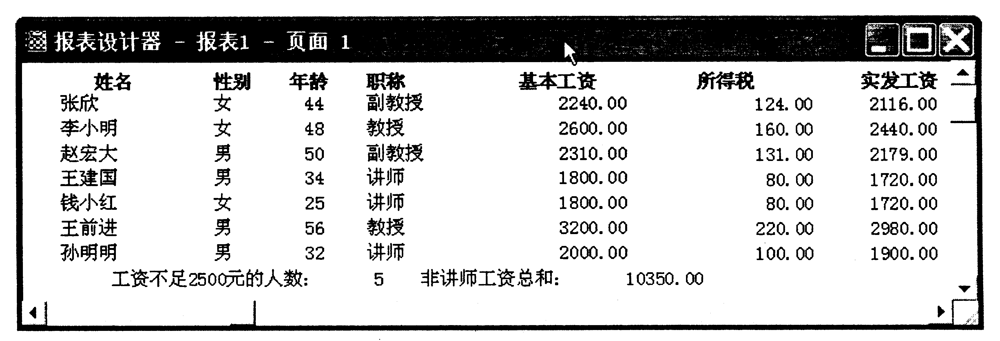 报表设计器 - 报表1 - 页面 1
姓名 性别 年龄 职称 基本工资 所得税 实发工资
张欣 女 44 副教授 2240.00 124.00 2116.00
李小明 女 48 教授 2600.00 160.00 2440.00
赵宏大 男 50 副教授 2310.00 131.00 2179.00
王建国 男 34 讲师 1800.00 80.00 1720.00
钱小红 女 25 讲师 1800.00 80.00 1720.00
王前进 男 56 教授 3200.00 220.00 2980.00
孙明明 男 32 讲师 2000.00 100.00 1900.00
工资不足2500元的人数: 5 非讲师工资总和: 10350.00